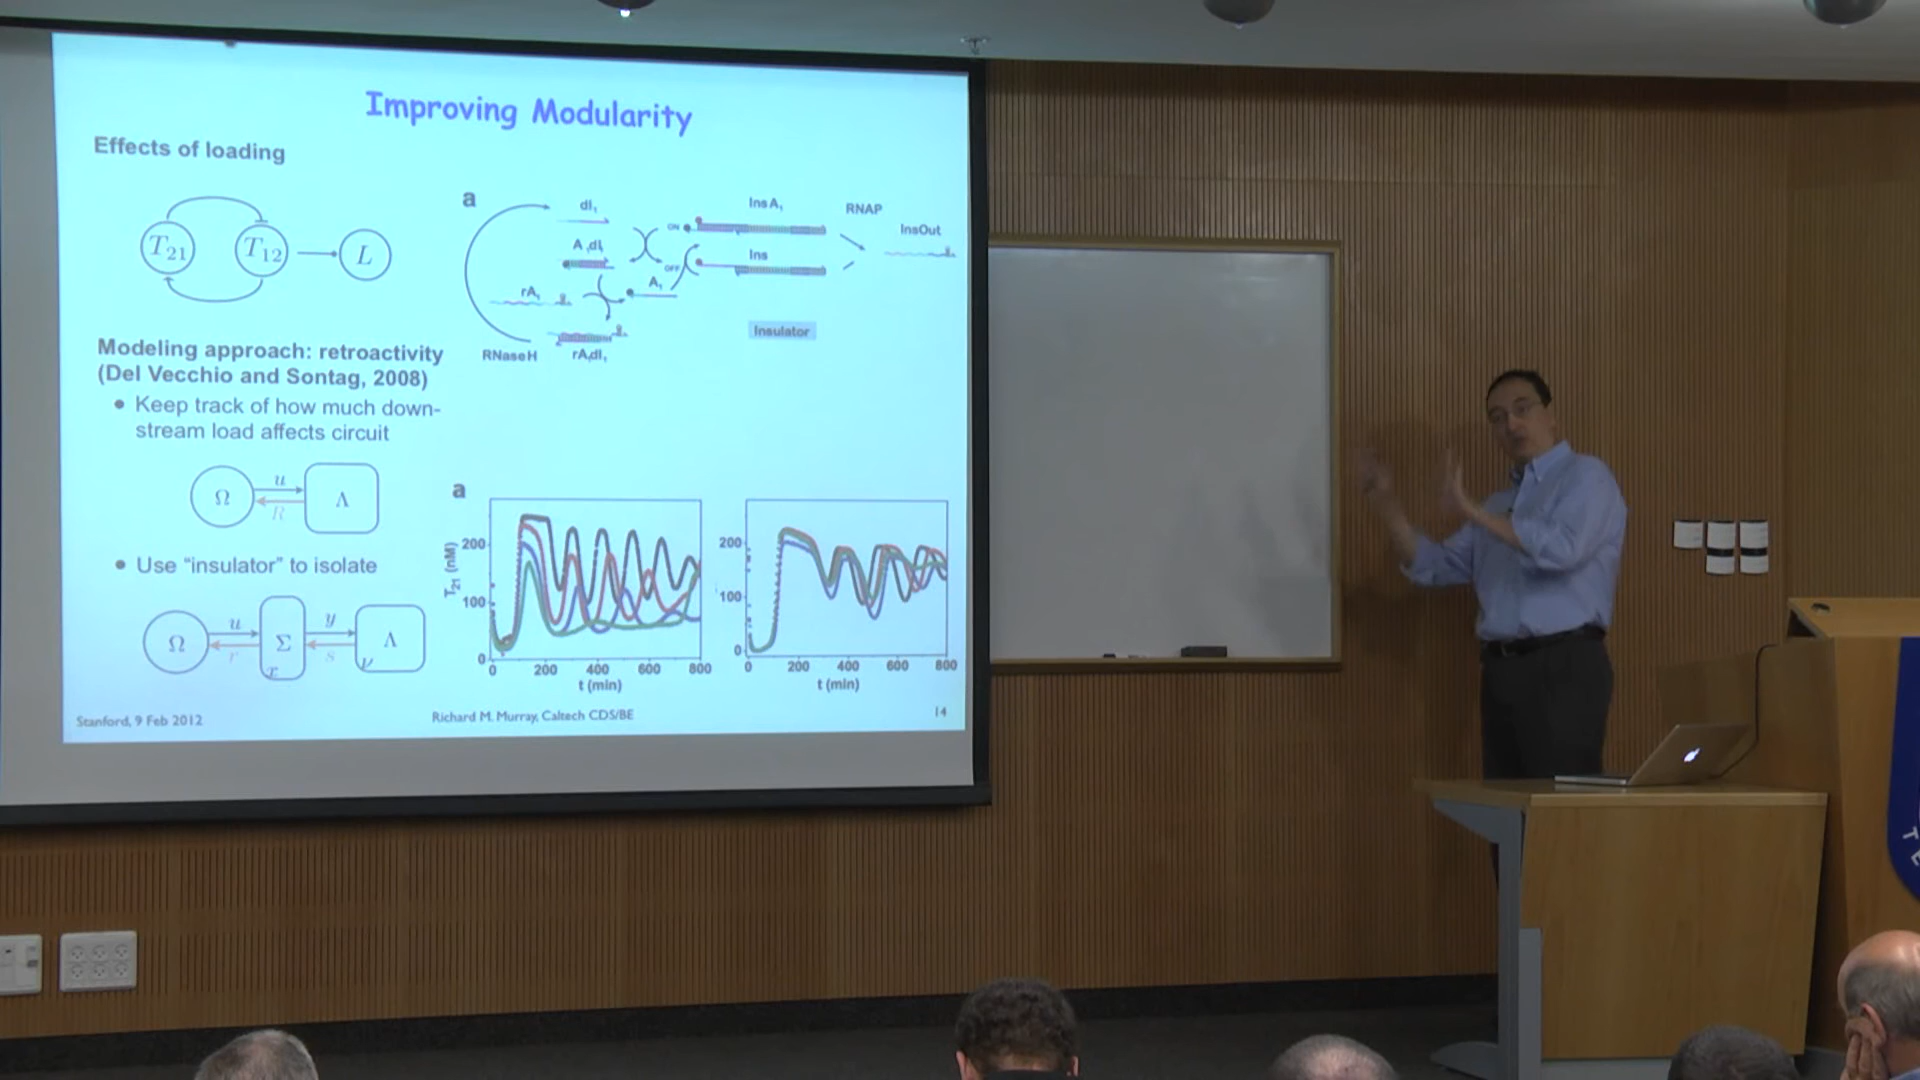 Improving Modularity
Effects of loading
T21
T12
L
a
dI1
InsA1
RNAP
InsOut
ON
OFF
Ins
rA1
A1
Insulator
RNaseH
rA1dI1
Modeling approach: retroactivity
(Del Vecchio and Sontag, 2008)
• Keep track of how much down-
stream load affects circuit
Ω
u
R
Λ
• Use “insulator” to isolate
Ω
u
r
Σ
x
y
s
Λ
ν
a
T21 (nM)
200
100
0
0 200 400 600 800
t (min)
200
100
0
0 200 400 600 800
t (min)
Stanford, 9 Feb 2012
Richard M. Murray, Caltech CDS/BE
14
TE